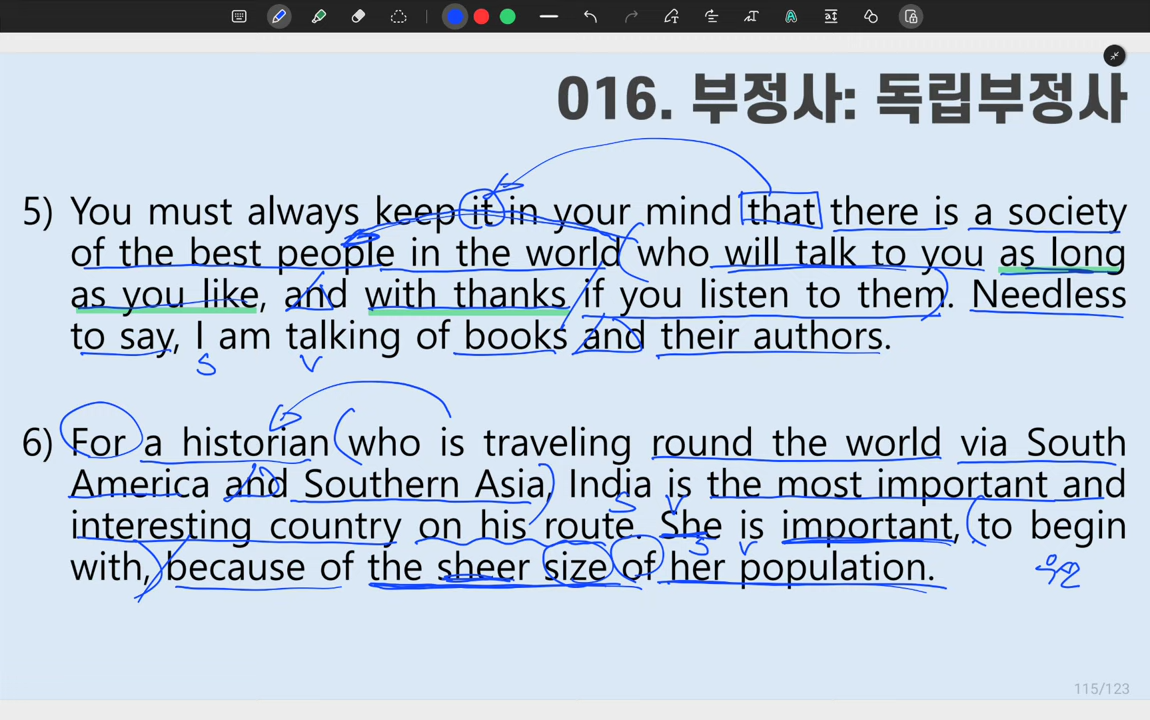 016. 부정사: 독립부정사
5) You must always keep it in your mind that there is a society
of the best people in the world who will talk to you as long
as you like, and with thanks if you listen to them. Needless
to say, I am talking of books and their authors.
S V
6) For a historian who is traveling round the world via South
America and Southern Asia, India is the most important and
S V
interesting country on his route. She is important, to begin
S V
with, because of the sheer size of her population.
우선
115/123